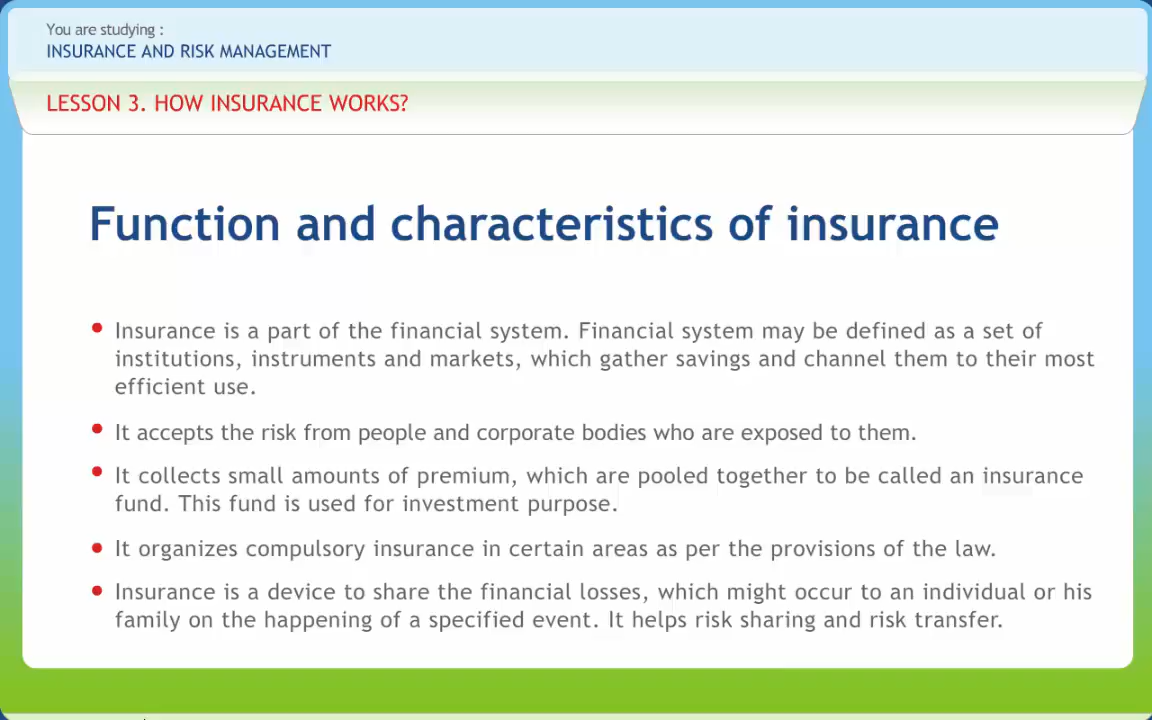 You are studying :
INSURANCE AND RISK MANAGEMENT
LESSON 3. HOW INSURANCE WORKS?
Function and characteristics of insurance
• Insurance is a part of the financial system. Financial system may be defined as a set of
institutions, instruments and markets, which gather savings and channel them to their most
efficient use.
• It accepts the risk from people and corporate bodies who are exposed to them.
• It collects small amounts of premium, which are pooled together to be called an insurance
fund. This fund is used for investment purpose.
• It organizes compulsory insurance in certain areas as per the provisions of the law.
• Insurance is a device to share the financial losses, which might occur to an individual or his
family on the happening of a specified event. It helps risk sharing and risk transfer.